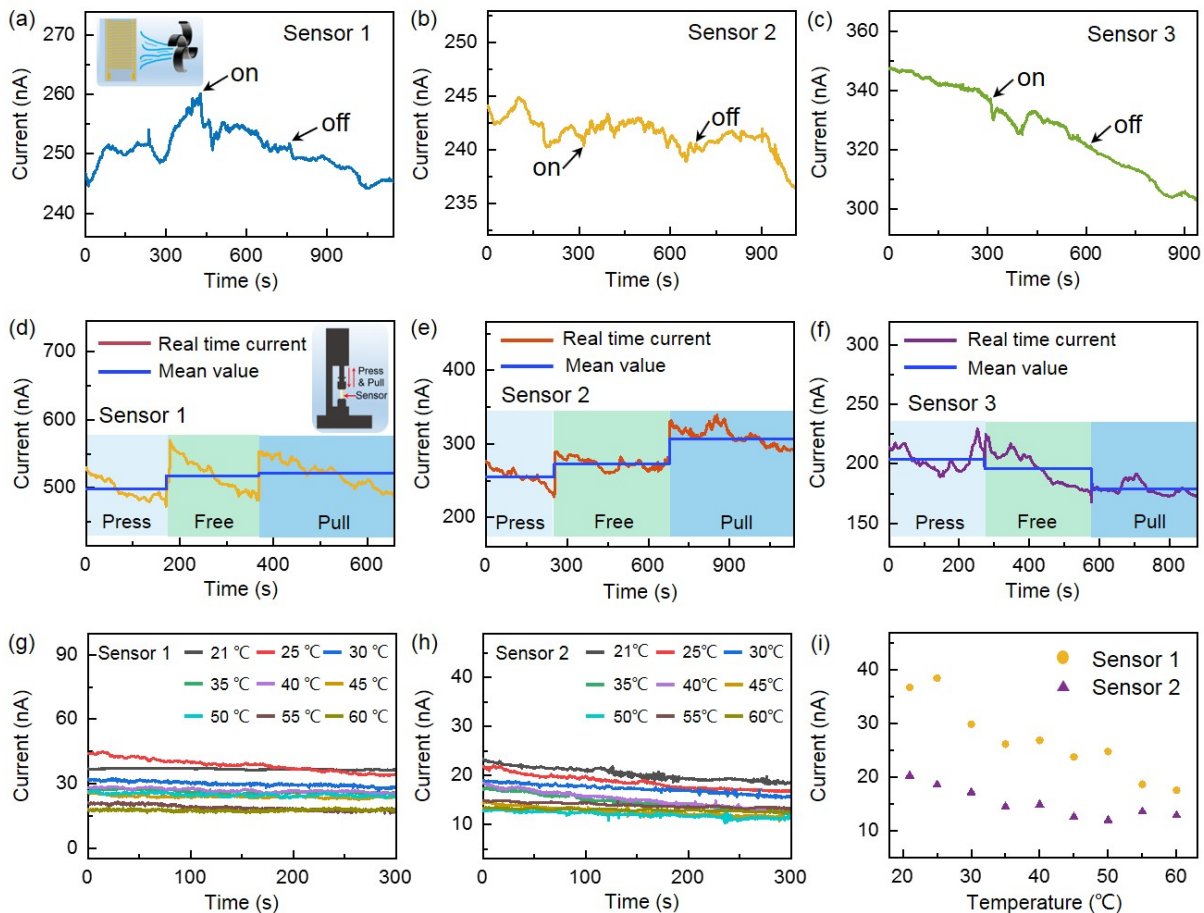 (a)
270
260
250
240
Current (nA)
Sensor 1
on
off
0 300 600 900
Time (s)
(b)
250
245
240
235
Current (nA)
Sensor 2
on
off
0 300 600 900
Time (s)
(c)
360
340
320
300
Current (nA)
Sensor 3
on
off
0 300 600 900
Time (s)
(d)
700
600
500
Current (nA)
Real time current
Mean value
Sensor 1
Press
& Pull
Sensor
Press Free Pull
0 200 400 600
Time (s)
(e)
400
300
200
Current (nA)
Real time current
Mean value
Sensor 2
Press Free Pull
0 300 600 900
Time (s)
(f)
300
250
200
150
Current (nA)
Real time current
Mean value
Sensor 3
Press Free Pull
0 200 400 600 800
Time (s)
(g)
90
60
30
0
Current (nA)
Sensor 1
21 ℃ 25 ℃ 30 ℃
35 ℃ 40 ℃ 45 ℃
50 ℃ 55 ℃ 60 ℃
0 100 200 300
Time (s)
(h)
40
30
20
10
Current (nA)
Sensor 2
21℃ 25℃ 30℃
35℃ 40℃ 45℃
50℃ 55℃ 60℃
0 100 200 300
Time (s)
(i)
40
30
20
10
Current (nA)
Sensor 1
Sensor 2
20 30 40 50 60
Temperature (℃)